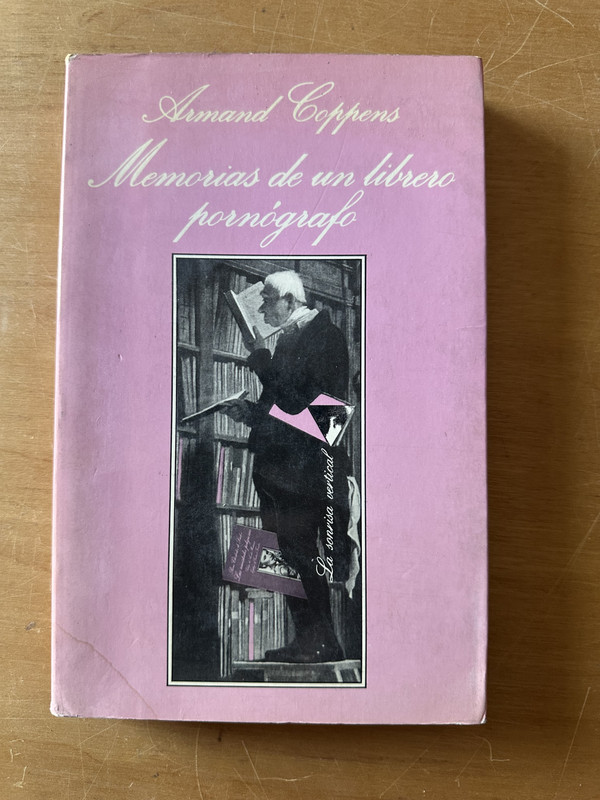 Armand Coppens
Memorias de un librero
pornógrafo
La sonrisa vertical